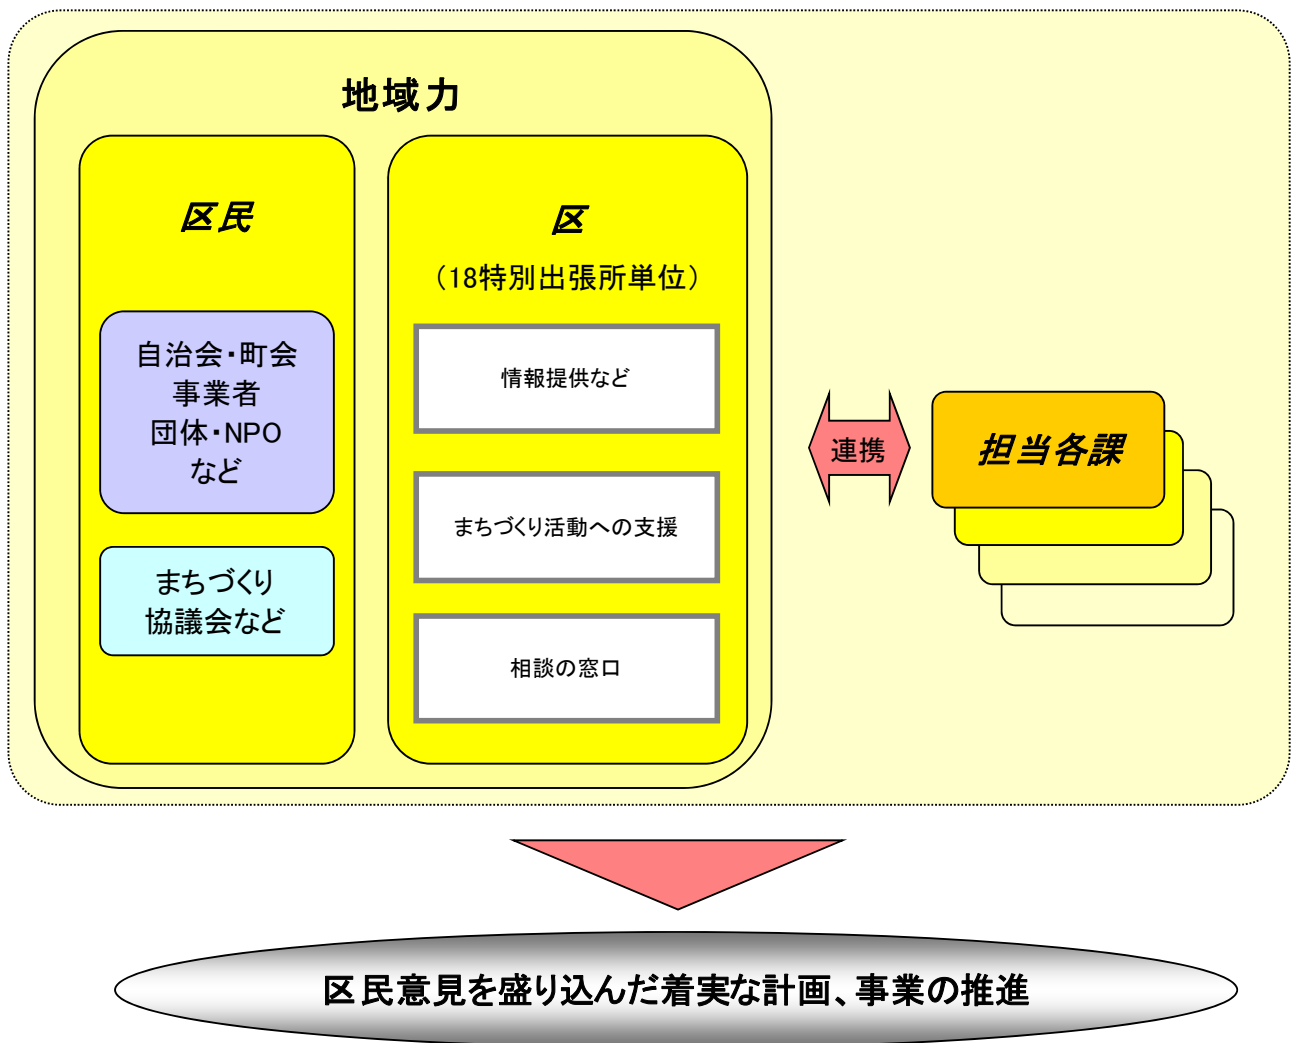 地域力
区民
自治会・町会
事業者
団体・NPO
など
まちづくり
協議会など
区
（18特別出張所単位）
情報提供など
まちづくり活動への支援
相談の窓口
連携
担当各課
区民意見を盛り込んだ着実な計画、事業の推進